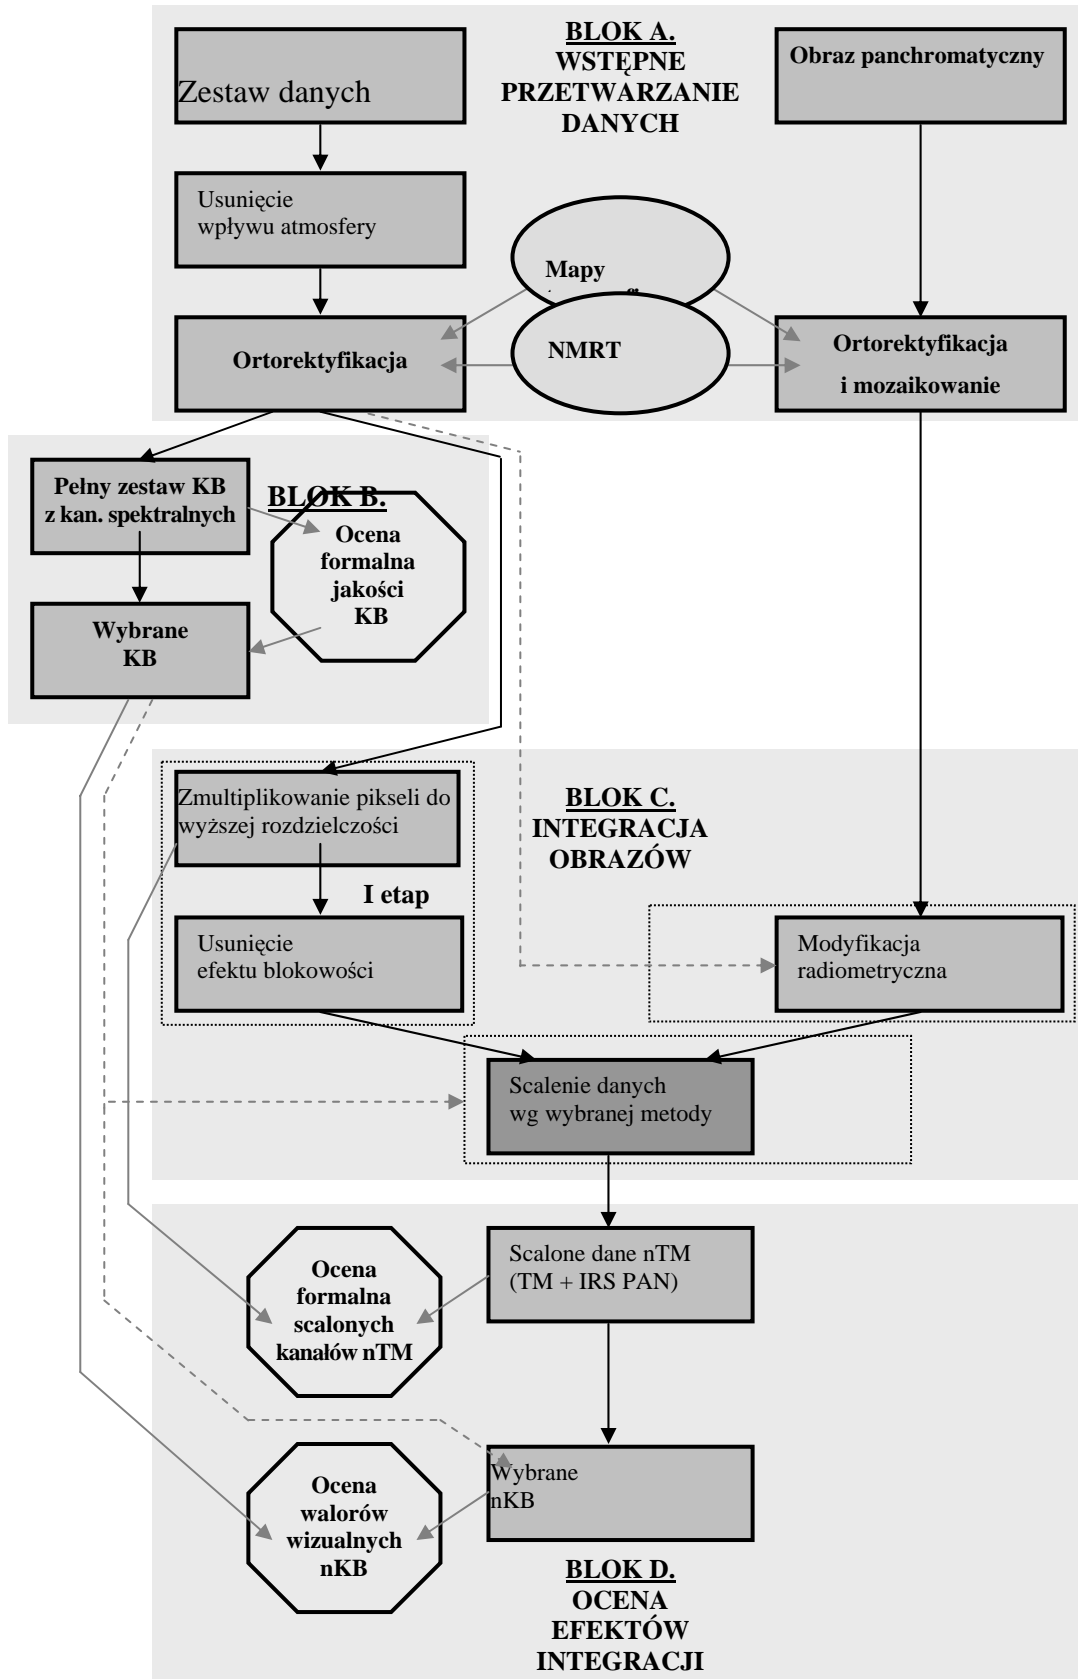 BLOK A.
WSTĘPNE
PRZETWARZANIE
DANYCH
Zestaw danych
Obraz panchromatyczny
Usunięcie
wpływu atmosfery
Mapy
NMRT
Ortorektyfikacja
Ortorektyfikacja
i mozaikowanie
BLOK B.
Pełny zestaw KB
z kan. spektralnych
Ocena
formalna
jakości
KB
Wybrane
KB
BLOK C.
INTEGRACJA
OBRAZÓW
Zmultiplikowanie pikseli do
wyższej rozdzielczości
I etap
Usunięcie
efektu blokowości
Modyfikacja
radiometryczna
Scalenie danych
wg wybranej metody
Scalone dane nTM
(TM + IRS PAN)
Ocena
formalna
scalonych
kanałów nTM
Wybrane
nKB
Ocena
walorów
wizualnych
nKB
BLOK D.
OCENA
EFEKTÓW
INTEGRACJI